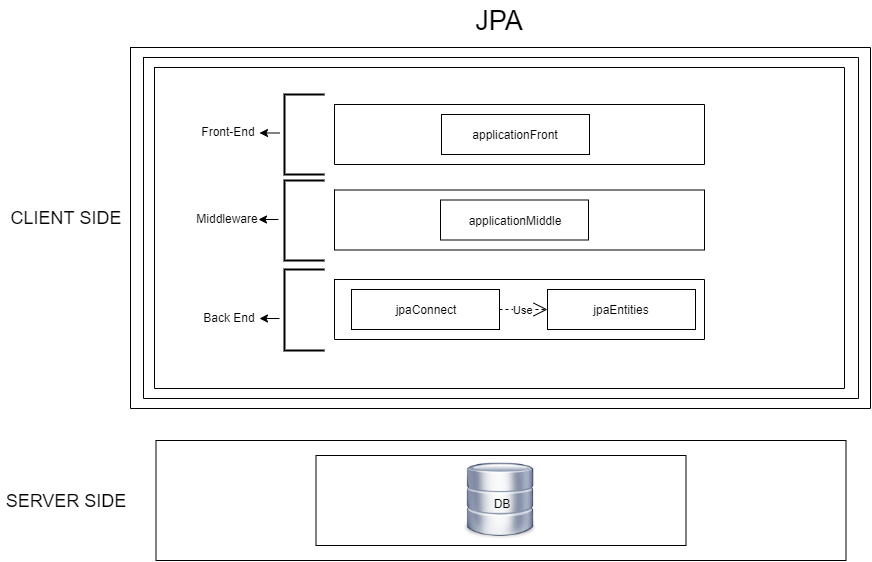 JPA
Front-End
applicationFront
CLIENT SIDE
Middleware
applicationMiddle
Back End
jpaConnect
Use
jpaEntities
SERVER SIDE
DB